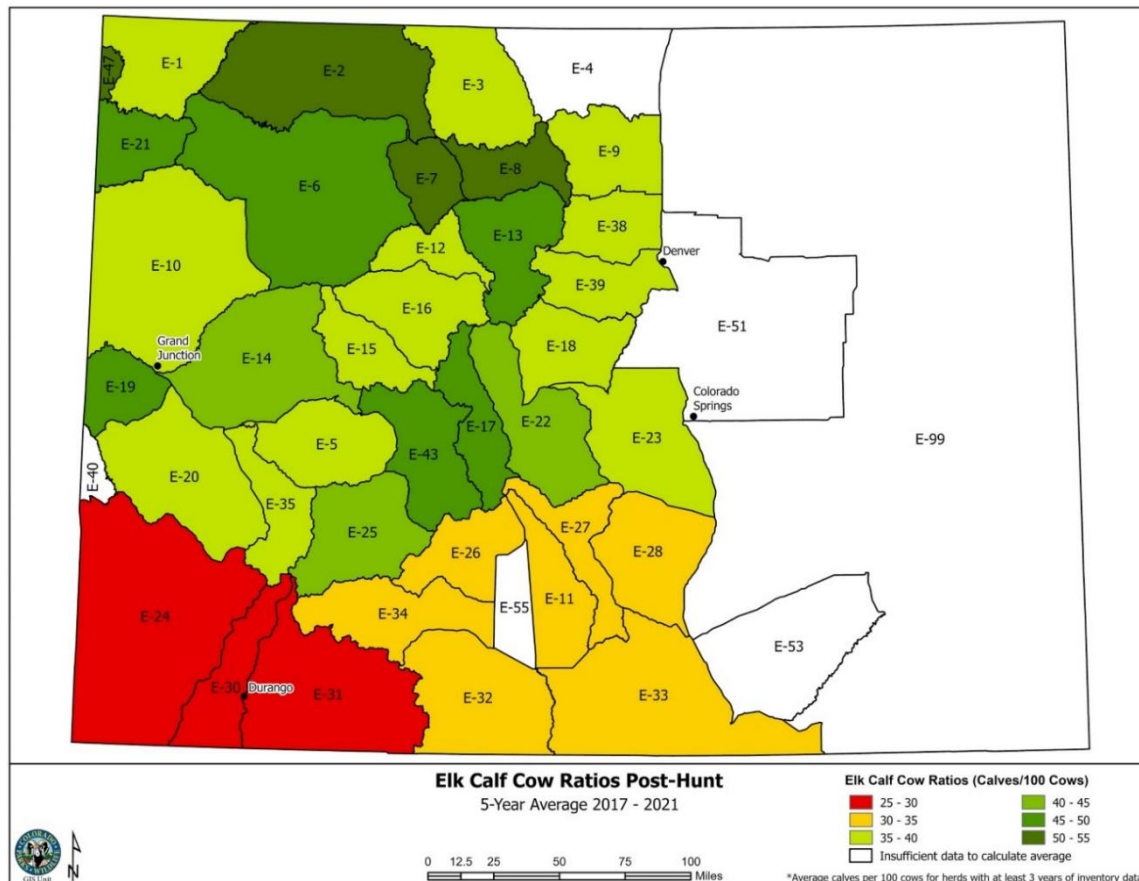 E-1
E-2
E-3
E-4
E-47
E-21
E-6
E-7
E-8
E-9
E-10
E-12
E-13
E-38
Denver
E-39
E-16
E-51
Grand
Junction
E-14
E-15
E-18
E-19
Colorado
Springs
E-22
E-23
E-17
E-5
E-43
E-99
E-40
E-20
E-35
E-25
E-27
E-26
E-28
E-24
E-34
E-55
E-11
E-53
E-30
Durango
E-31
E-32
E-33
Elk Calf Cow Ratios Post-Hunt
5-Year Average 2017 - 2021
Elk Calf Cow Ratios (Calves/100 Cows)
25 - 30
30 - 35
35 - 40
40 - 45
45 - 50
50 - 55
Insufficient data to calculate average
COLORADO
PARKS
WILDLIFE
GIS Unit
N
0 12.5 25 50 75 100
Miles
*Average calves per 100 cows for herds with at least 3 years of inventory data